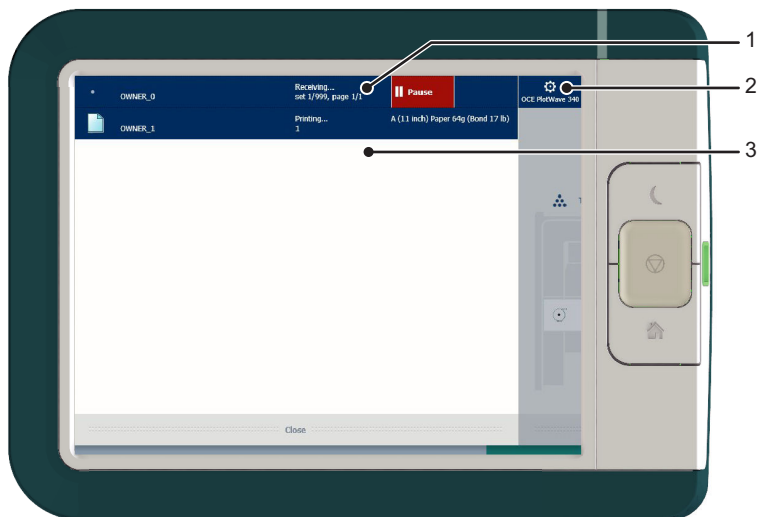 1
Receiving...
OWNER_0
set 1/999, page 1/1
Pause
OCE PlotWave 340
2
Printing...
OWNER_1
1
A (11 inch) Paper 64g (Bond 17 lb)
3
T
Close